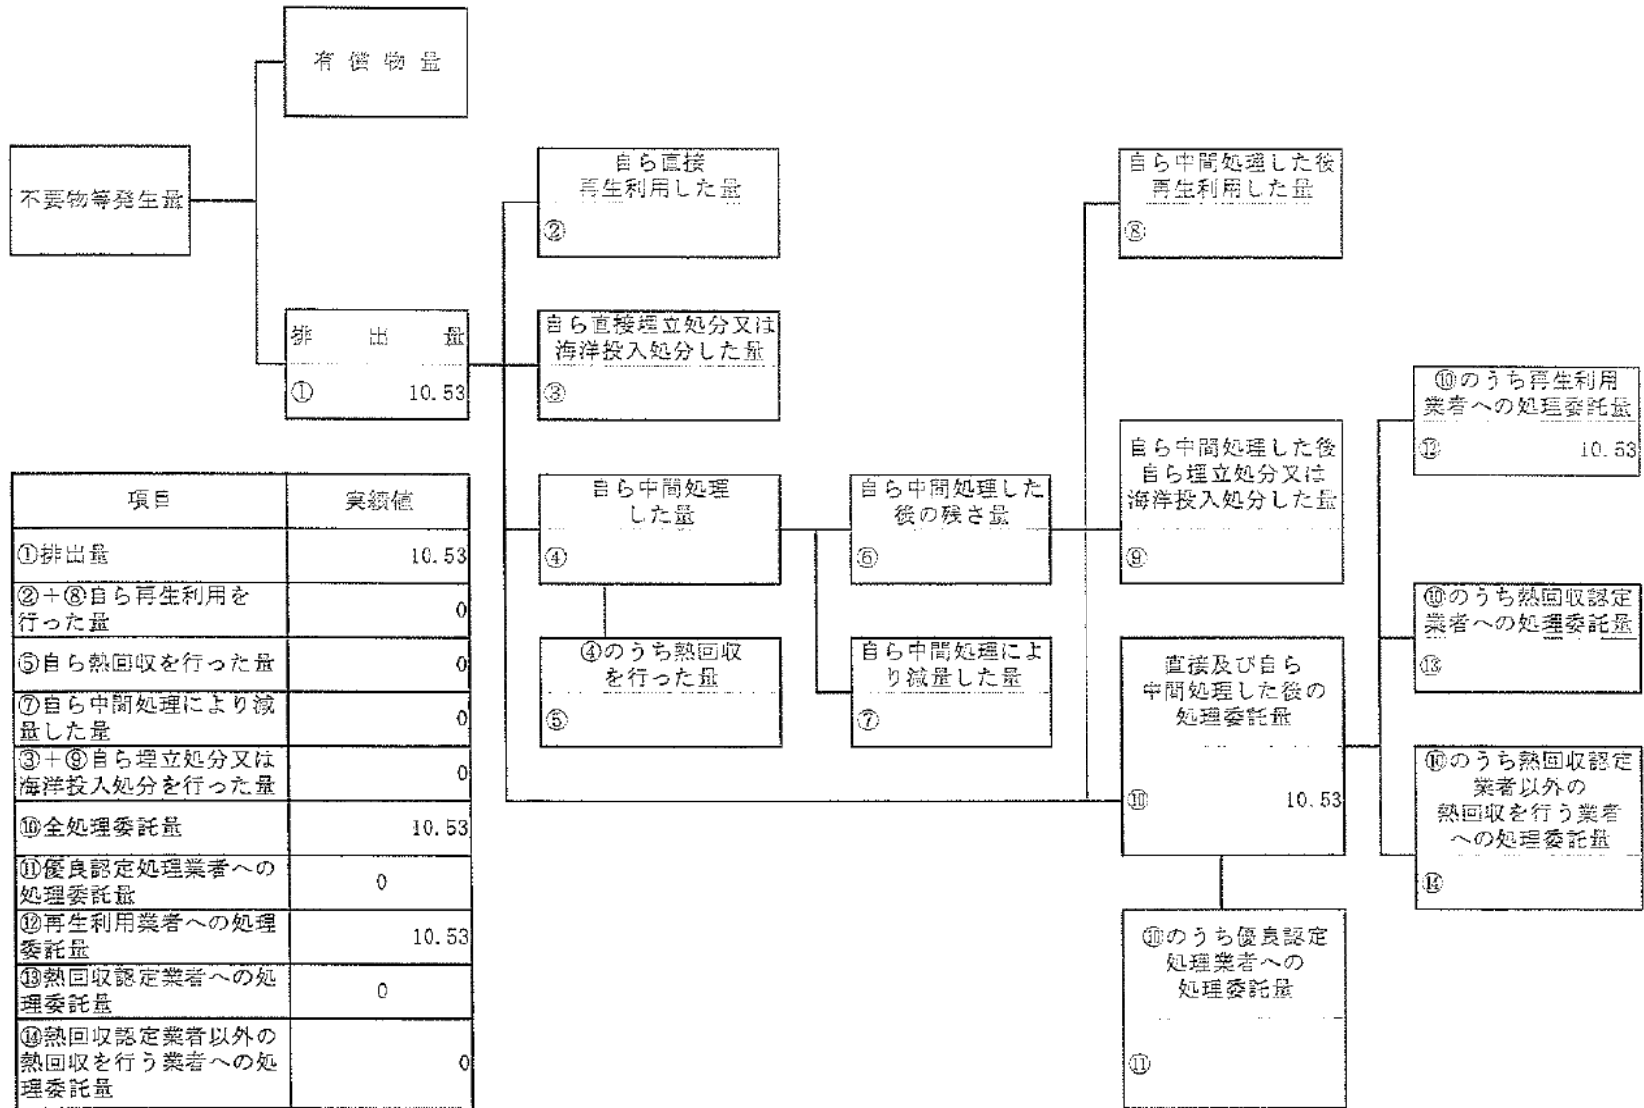 有償物量
不要物等発生量
排出量
① 10.53
自ら直接
再生利用した量
②
自ら直接埋立処分又は
海洋投入処分した量
③
自ら中間処理
した量
④
④のうち熱回収
を行った量
⑤
自ら中間処理した
後の残さ量
⑥
自ら中間処理によ
り減量した量
⑦
自ら中間処理した後
再生利用した量
⑧
自ら中間処理した後
自ら埋立処分又は
海洋投入処分した量
⑨
直接及び自ら
中間処理した後の
処理委託量
⑩ 10.53
⑩のうち優良認定
処理業者への
処理委託量
⑪
⑩のうち再生利用
業者への処理委託量
⑫ 10.53
⑩のうち熱回収認定
業者への処理委託量
⑬
⑩のうち熱回収認定
業者以外の
熱回収を行う業者
への処理委託量
⑭
項目 実績値
①排出量 10.53
②+⑧自ら再生利用を
行った量 0
⑤自ら熱回収を行った量 0
⑦自ら中間処理により減
量した量 0
③+⑨自ら埋立処分又は
海洋投入処分を行った量 0
⑩全処理委託量 10.53
⑪優良認定処理業者への
処理委託量 0
⑫再生利用業者への処理
委託量 10.53
⑬熱回収認定業者への処
理委託量 0
⑭熱回収認定業者以外の
熱回収を行う業者への処
理委託量 0